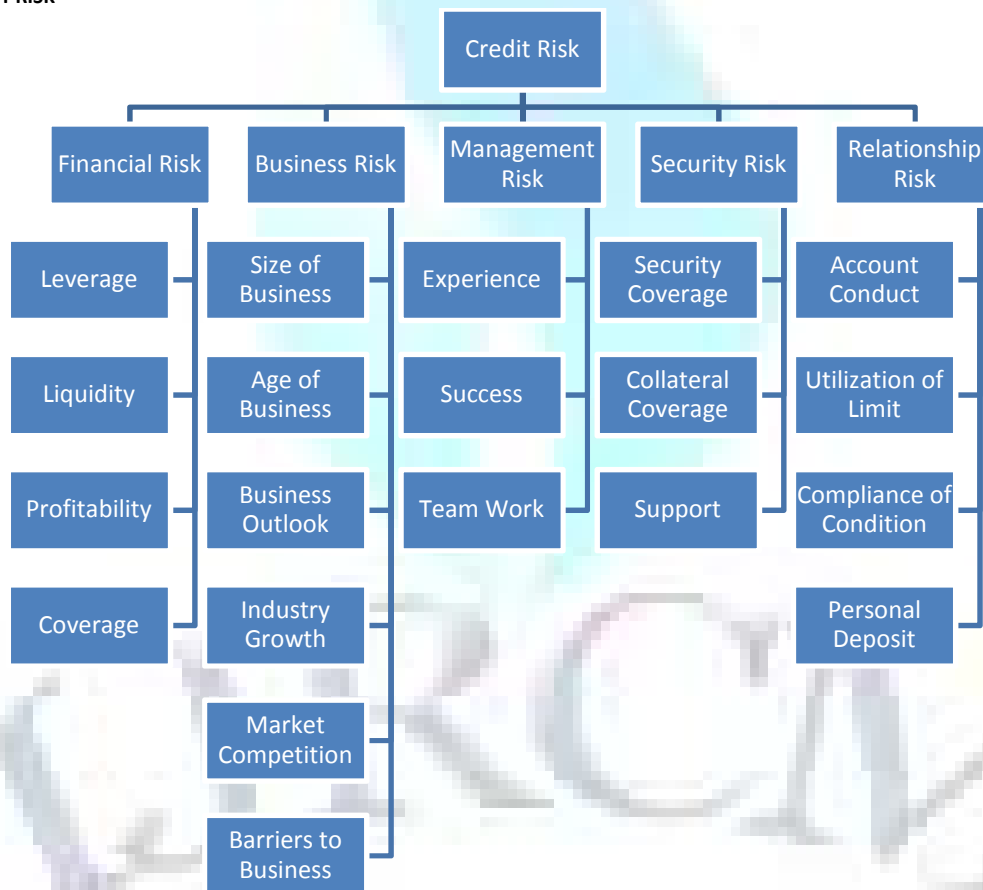 Credit Risk
Financial Risk
Business Risk
Management
Risk
Security Risk
Relationship
Risk
Leverage
Liquidity
Profitability
Coverage
Size of
Business
Age of
Business
Business
Outlook
Industry
Growth
Market
Competition
Barriers to
Business
Experience
Success
Team Work
Security
Coverage
Collateral
Coverage
Support
Account
Conduct
Utilization of
Limit
Compliance of
Condition
Personal
Deposit